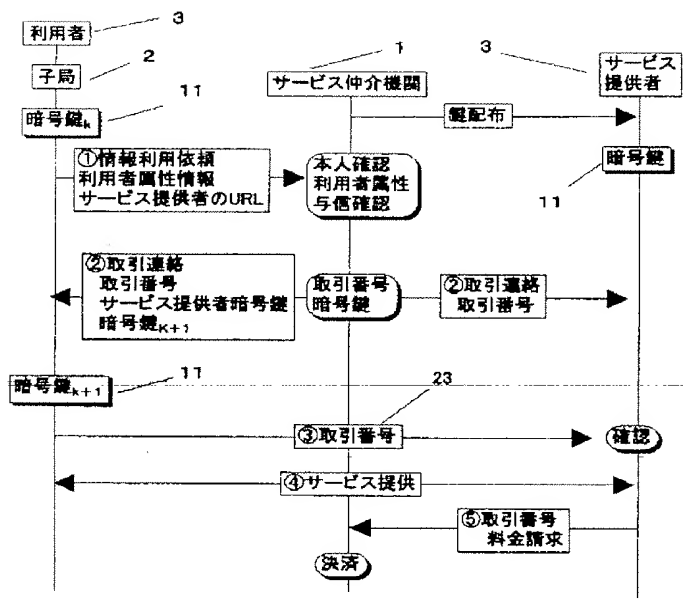 利用者
3
子局
2
暗号鍵k
11
サービス仲介機関
1
サービス
提供者
3
鍵配布
暗号鍵
11
①情報利用依頼
利用者属性情報
サービス提供者のURL
本人確認
利用者属性
与信確認
②取引連絡
取引番号
サービス提供者暗号鍵
暗号鍵K+1
取引番号
暗号鍵
②取引連絡
取引番号
暗号鍵k+1
11
23
③取引番号
確認
④サービス提供
⑤取引番号
料金請求
決済